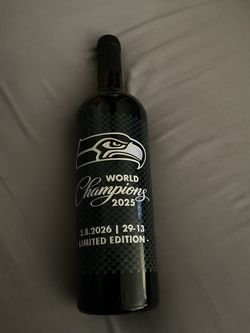 WORLD
Champions
2025
2.8.2026 | 29-13
- LIMITED EDITION -